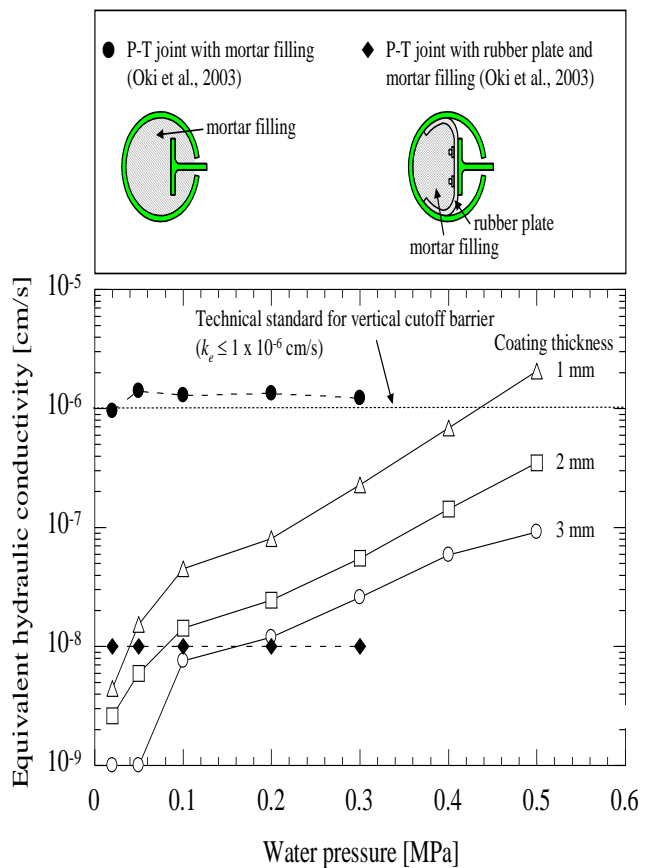 P-T joint with mortar filling
(Oki et al., 2003)
P-T joint with rubber plate and
mortar filling (Oki et al., 2003)
mortar filling
rubber plate
mortar filling
Equivalent hydraulic conductivity [cm/s]
10⁻⁵
10⁻⁶
10⁻⁷
10⁻⁸
10⁻⁹
Technical standard for vertical cutoff barrier
(kₑ ≤ 1 x 10⁻⁶ cm/s)
Coating thickness
1 mm
2 mm
3 mm
0
0.1
0.2
0.3
0.4
0.5
0.6
Water pressure [MPa]